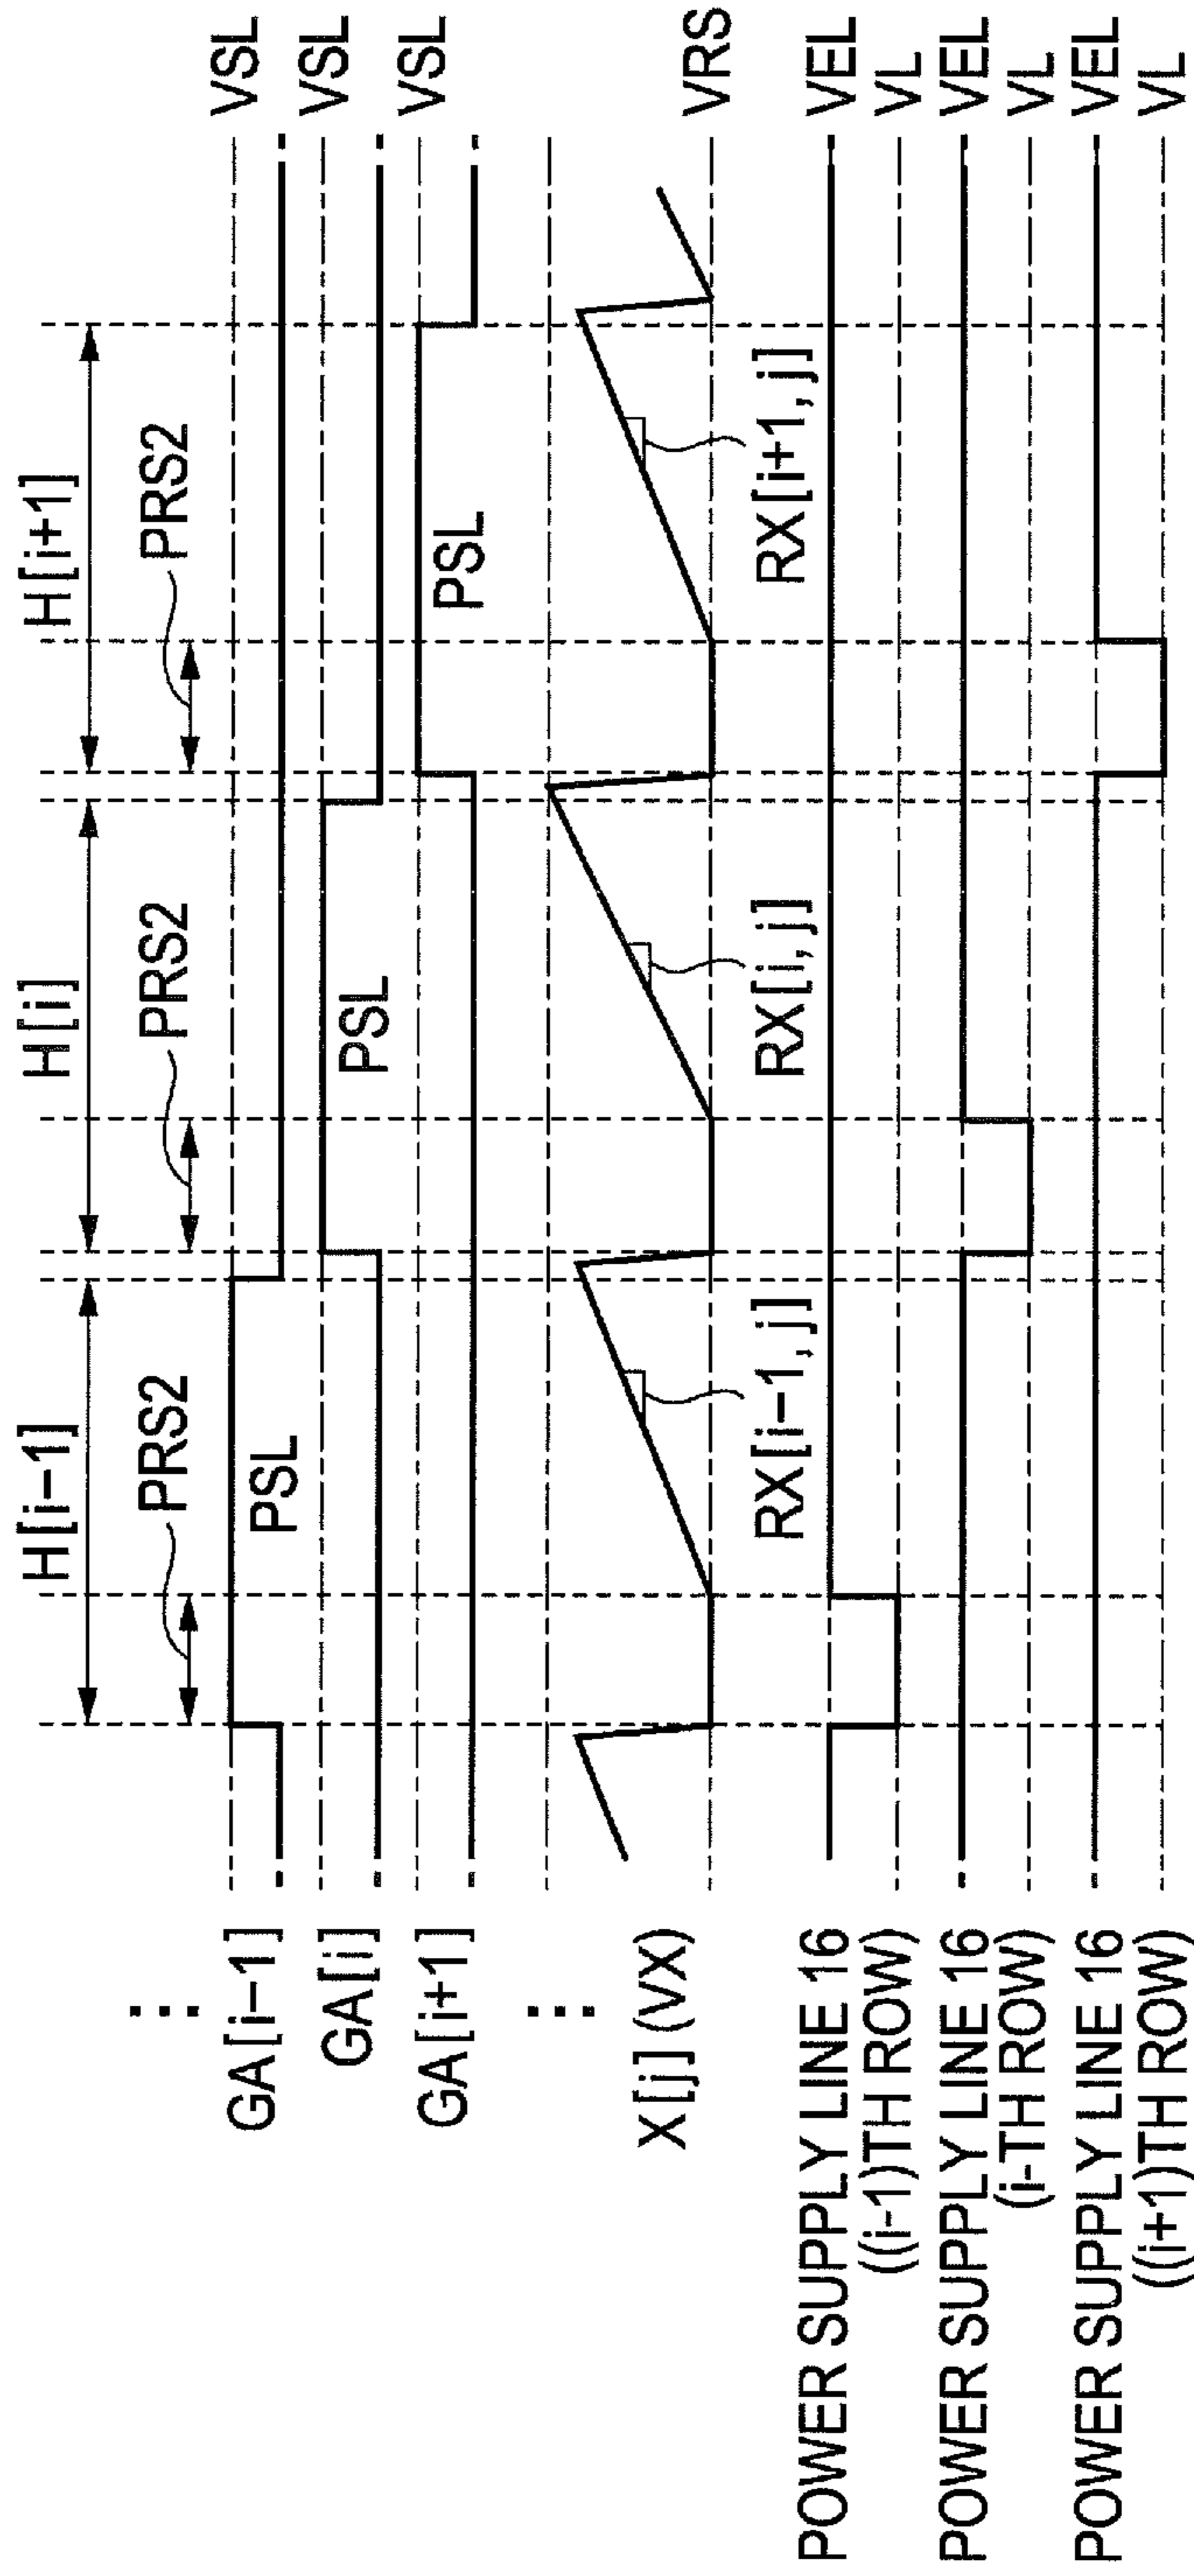 H[i−1]
H[i]
H[i+1]
PRS2
PRS2
PRS2
⋮
GA[i−1]
PSL
VSL
GA[i]
PSL
VSL
GA[i+1]
PSL
VSL
⋮
X[j](VX)
VRS
RX[i−1, j]
RX[i, j]
RX[i+1, j]
POWER SUPPLY LINE 16
((i-1)TH ROW)
VEL
VL
POWER SUPPLY LINE 16
(i-TH ROW)
VEL
VL
POWER SUPPLY LINE 16
((i+1)TH ROW)
VEL
VL